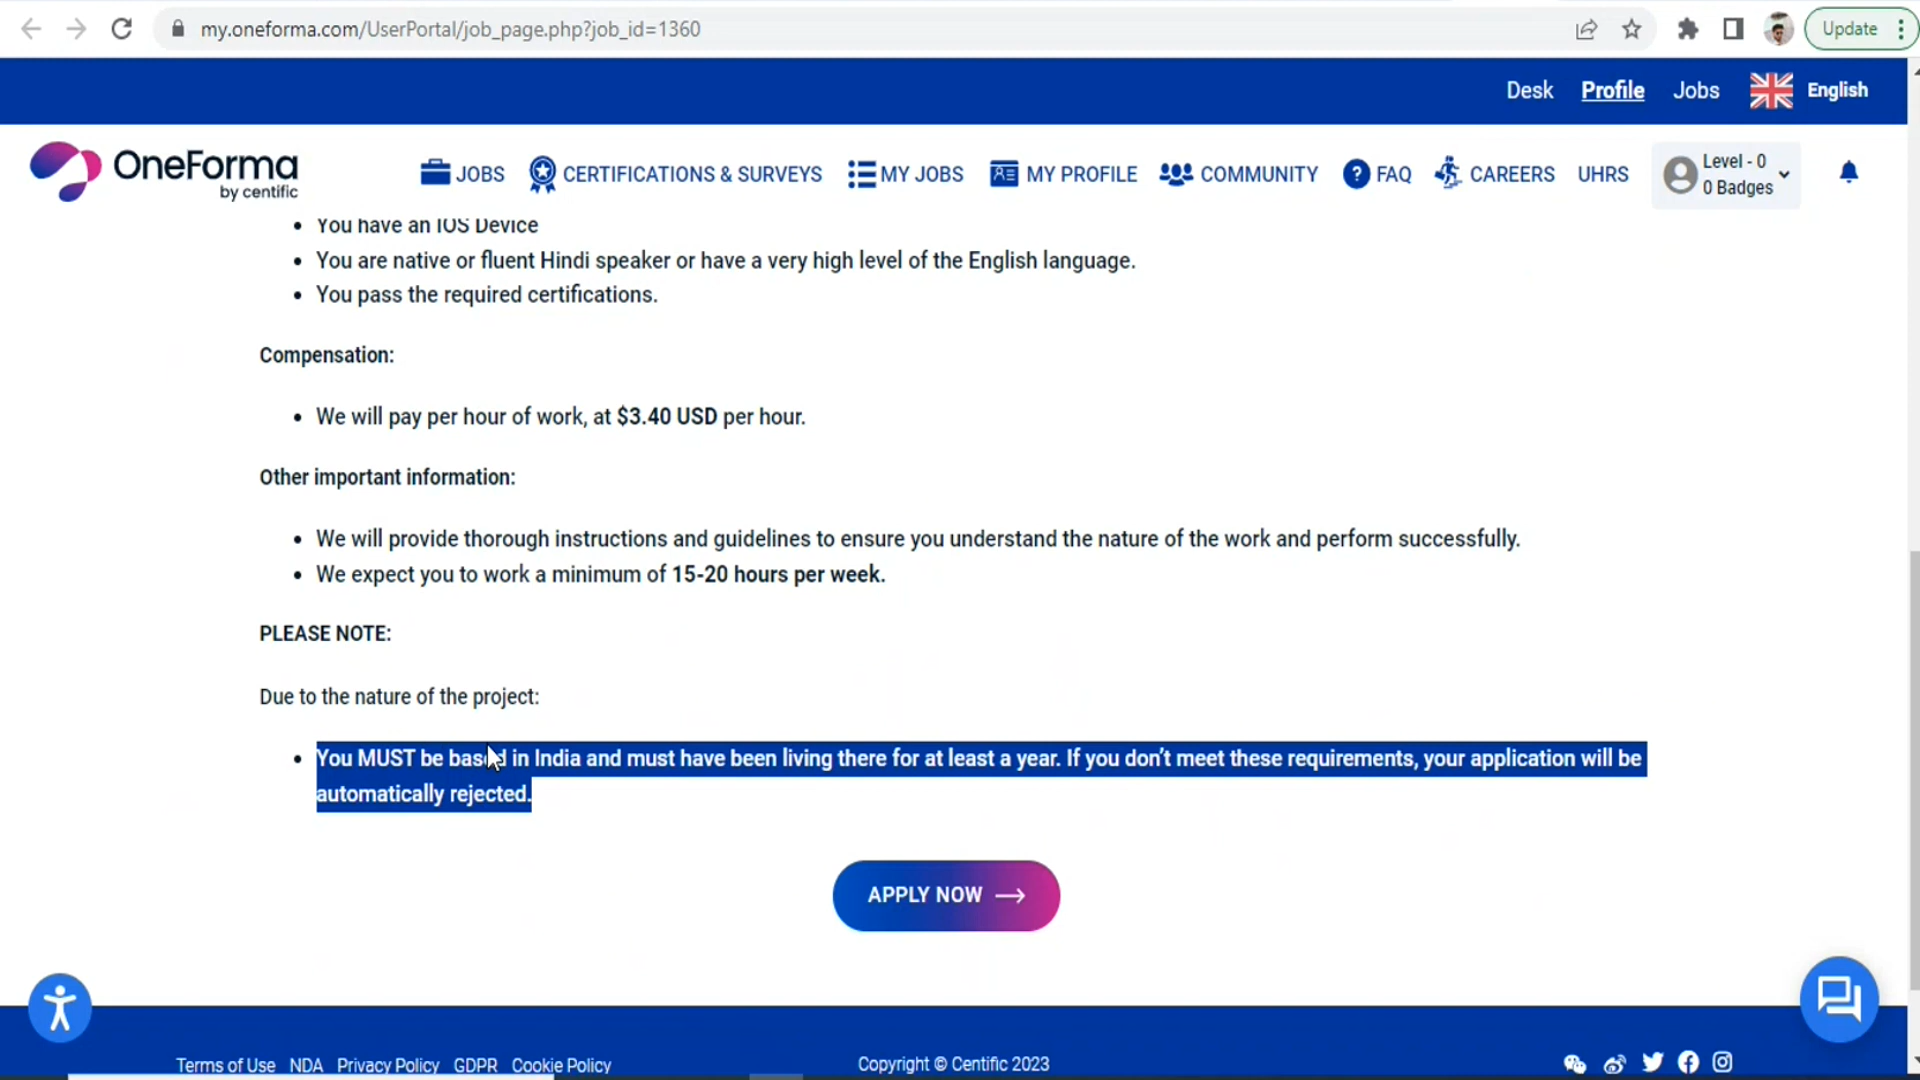 my.oneforma.com/UserPortal/job_page.php?job_id=1360
Update
Desk Profile Jobs English
OneForma
by centific
JOBS CERTIFICATIONS & SURVEYS MY JOBS MY PROFILE COMMUNITY ? FAQ CAREERS UHRS
Level - 0
0 Badges
• You have an IOS Device
• You are native or fluent Hindi speaker or have a very high level of the English language.
• You pass the required certifications.
Compensation:
• We will pay per hour of work, at $3.40 USD per hour.
Other important information:
• We will provide thorough instructions and guidelines to ensure you understand the nature of the work and perform successfully.
• We expect you to work a minimum of 15-20 hours per week.
PLEASE NOTE:
Due to the nature of the project:
• You MUST be based in India and must have been living there for at least a year. If you don’t meet these requirements, your application will be
automatically rejected.
APPLY NOW
Terms of Use NDA Privacy Policy GDPR Cookie Policy Copyright © Centific 2023